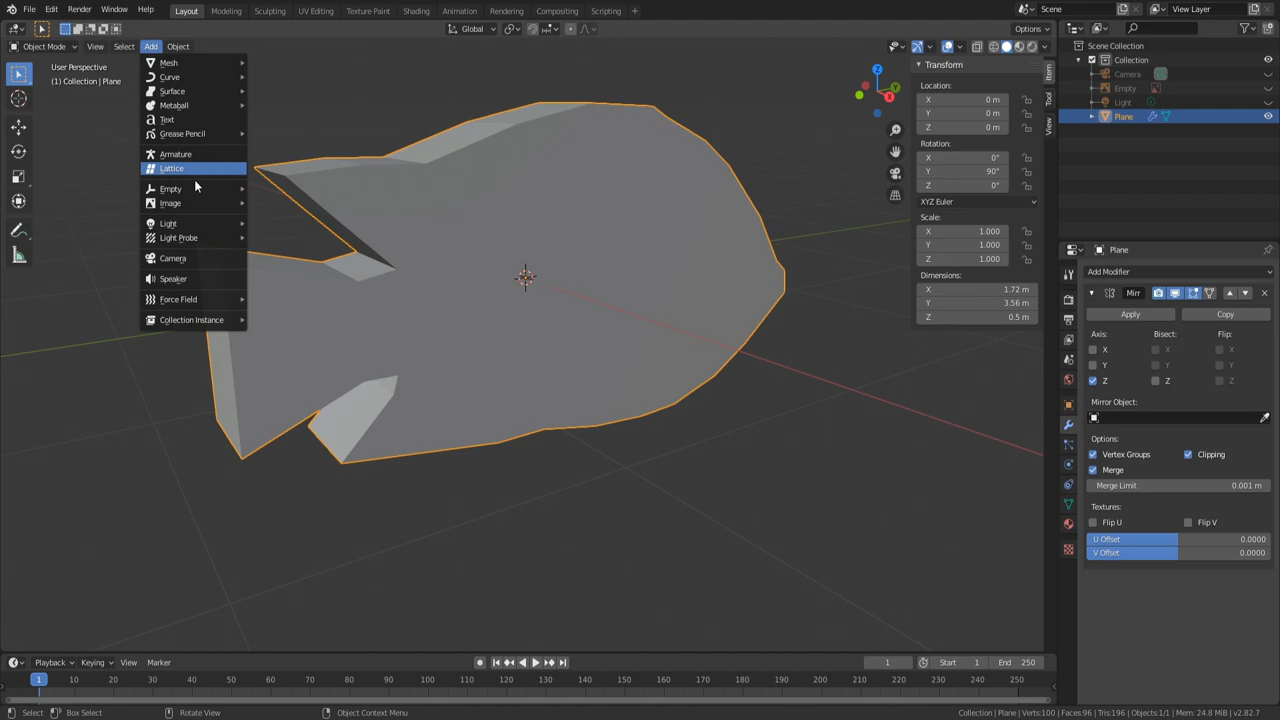 File Edit Render Window Help Layout Modeling Sculpting UV Editing Texture Paint Shading Animation Rendering Compositing Scripting + Scene View Layer
Global Options
Object Mode View Select Add Object
User Perspective
(1) Collection | Plane
Mesh
Curve
Surface
Metaball
Text
Grease Pencil
Armature
Lattice
Empty
Image
Light
Light Probe
Camera
Speaker
Force Field
Collection Instance
Z
Y
X
Transform
Location:
X 0 m
Y 0 m
Z 0 m
Rotation:
X 0°
Y 90°
Z 0°
XYZ Euler
Scale:
X 1.000
Y 1.000
Z 1.000
Dimensions:
X 1.72 m
Y 3.56 m
Z 0.5 m
Item
Tool
View
Scene Collection
Collection
Camera
Empty
Light
Plane
Plane
Add Modifier
Mirr
Apply Copy
Axis: Bisect: Flip:
X X X
Y Y Y
Z Z Z
Mirror Object:
Options:
Vertex Groups Clipping
Merge
Merge Limit 0.001 m
Textures:
Flip U Flip V
U Offset 0.0000
V Offset 0.0000
Playback Keying View Marker 1 Start 1 End 250
1 10 20 30 40 50 60 70 80 90 100 110 120 130 140 150 160 170 180 190 200 210 220 230 240 250
Select Box Select Rotate View Object Context Menu Collection | Plane | Verts:100 | Faces:96 | Tris:196 | Objects:1/1 | Mem: 24.8 MiB | v2.82.7